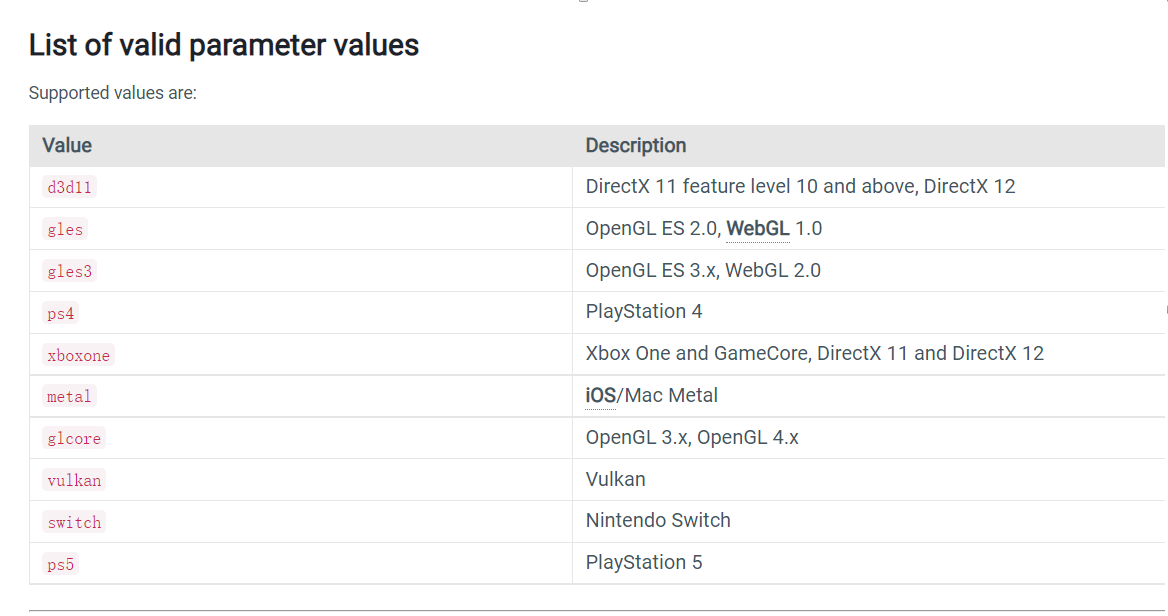 List of valid parameter values
Supported values are:
Value Description
d3d11 DirectX 11 feature level 10 and above, DirectX 12
gles OpenGL ES 2.0, WebGL 1.0
gles3 OpenGL ES 3.x, WebGL 2.0
ps4 PlayStation 4
xboxone Xbox One and GameCore, DirectX 11 and DirectX 12
metal iOS/Mac Metal
glcore OpenGL 3.x, OpenGL 4.x
vulkan Vulkan
switch Nintendo Switch
ps5 PlayStation 5